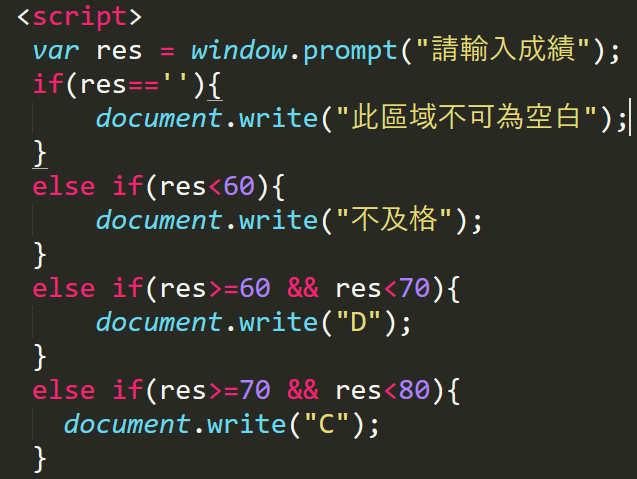 <script>
var res = window.prompt("請輸入成績");
if(res==''){
document.write("此區域不可為空白");
}
else if(res<60){
document.write("不及格");
}
else if(res>=60 && res<70){
document.write("D");
}
else if(res>=70 && res<80){
document.write("C");
}